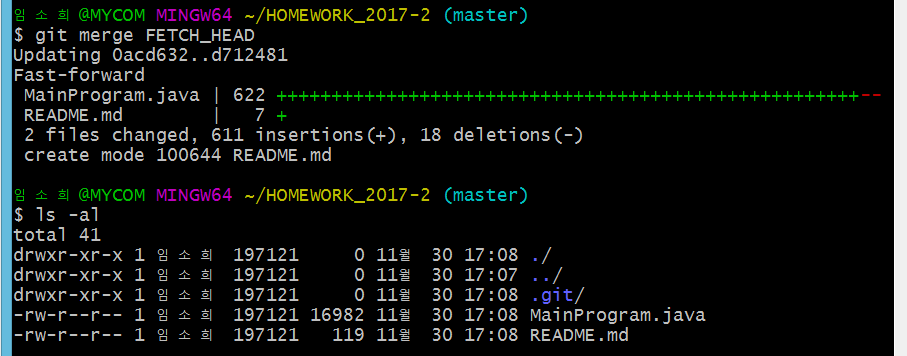 임 소 희 @MYCOM MINGW64 ~/HOMEWORK_2017-2 (master)
$ git merge FETCH_HEAD
Updating 0acd632..d712481
Fast-forward
 MainProgram.java | 622 +++++++++++++++++++++++++++++++++++++++++++++++++++++--
 README.md        |   7 +
 2 files changed, 611 insertions(+), 18 deletions(-)
 create mode 100644 README.md
임 소 희 @MYCOM MINGW64 ~/HOMEWORK_2017-2 (master)
$ ls -al
total 41
drwxr-xr-x 1 임 소 희  197121     0 11월  30 17:08 ./
drwxr-xr-x 1 임 소 희  197121     0 11월  30 17:07 ../
drwxr-xr-x 1 임 소 희  197121     0 11월  30 17:08 .git/
-rw-r--r-- 1 임 소 희  197121 16982 11월  30 17:08 MainProgram.java
-rw-r--r-- 1 임 소 희  197121   119 11월  30 17:08 README.md